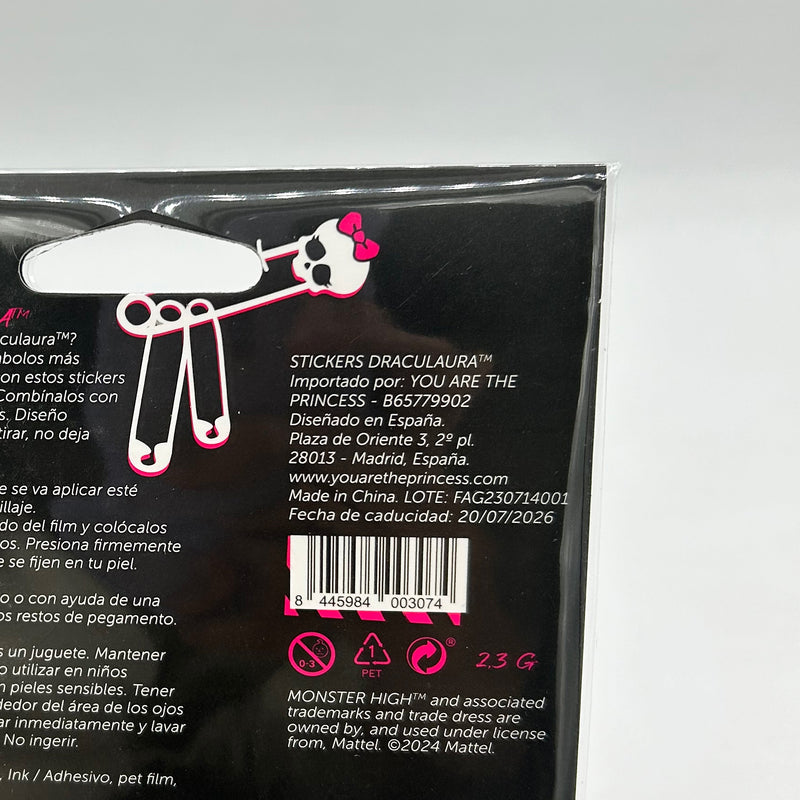 A™
culaura™?
bolos más
on estos stickers
Combínalos con
s. Diseño
tirar, no deja
e se va aplicar esté
illaje.
do del film y colócalos
os. Presiona firmemente
e se fijen en tu piel.
o o con ayuda de una
os restos de pegamento.
s un juguete. Mantener
o utilizar en niños
n pieles sensibles. Tener
dedor del área de los ojos
ar inmediatamente y lavar
No ingerir.
, Ink / Adhesivo, pet film,
STICKERS DRACULAURA™
Importado por: YOU ARE THE
PRINCESS - B65779902
Diseñado en España.
Plaza de Oriente 3, 2º pl.
28013 - Madrid, España.
www.youaretheprincess.com
Made in China. LOTE: FAG230714001
Fecha de caducidad: 20/07/2026
8 445984 003074
0-3
1
PET
®
2.3 G
MONSTER HIGH™ and associated
trademarks and trade dress are
owned by, and used under license
from, Mattel. ©2024 Mattel.